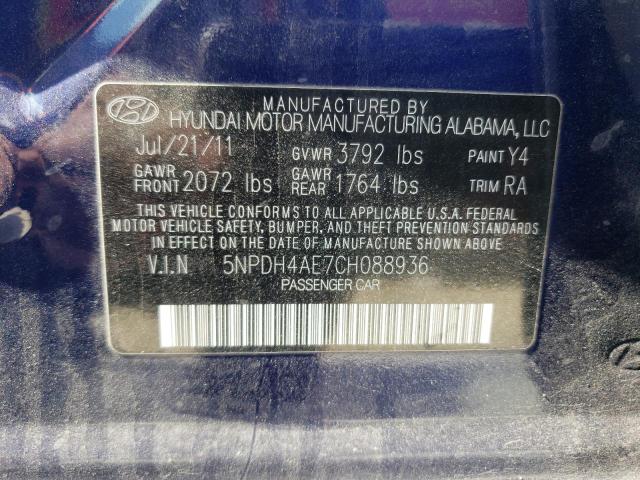 MANUFACTURED BY
HYUNDAI MOTOR MANUFACTURING ALABAMA, LLC
Jul/21/11 GVWR 3792 lbs PAINT Y4
GAWR FRONT 2072 lbs GAWR REAR 1764 lbs TRIM RA
THIS VEHICLE CONFORMS TO ALL APPLICABLE U.S.A. FEDERAL
MOTOR VEHICLE SAFETY, BUMPER, AND THEFT PREVENTION
STANDARDS IN EFFECT ON THE DATE OF MANUFACTURE SHOWN ABOVE
V.I.N 5NPDH4AE7CH088936
PASSENGER CAR